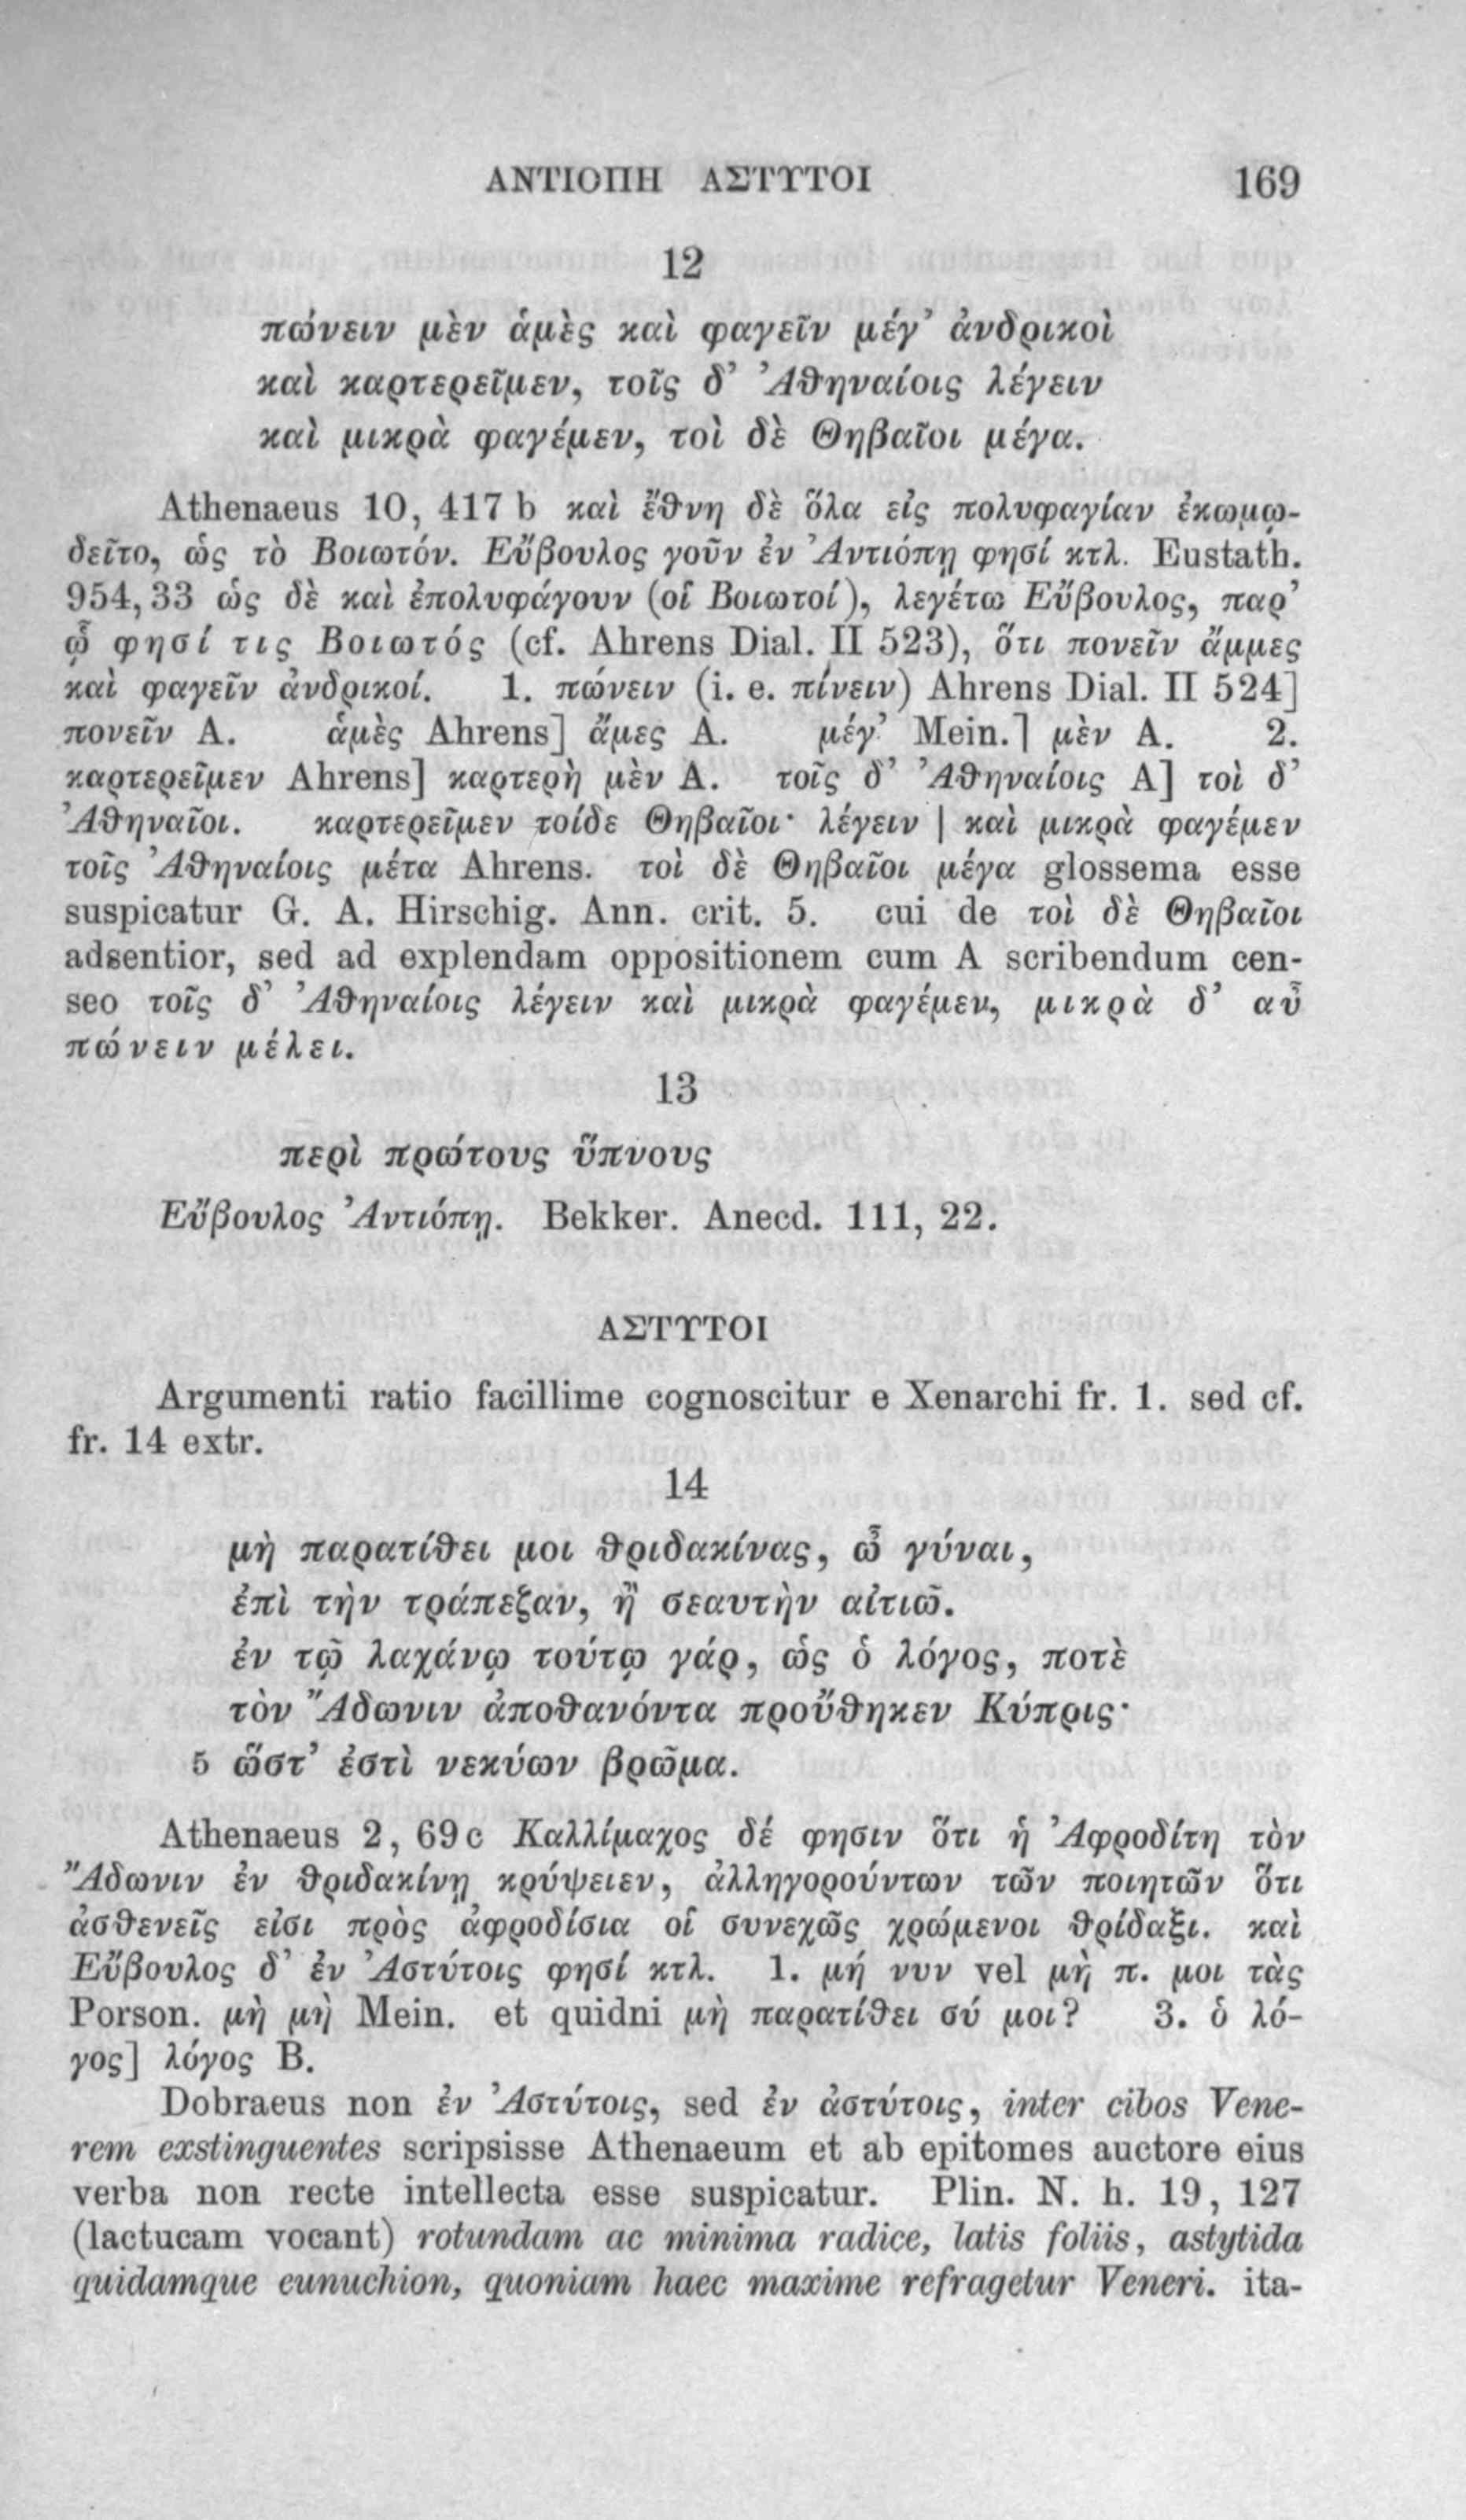 ΑΝΤΙΟΠΗ ΑΣΤΥΤΟΙ 169
12
πώνειν μὲν ἁμὲς καὶ φαγεῖν μέγ’ ἀνδρικοὶ
καὶ καρτερεῖμεν, τοῖς δ’ Ἀθηναίοις λέγειν
καὶ μικρὰ φαγέμεν, τοὶ δὲ Θηβαῖοι μέγα.
Athenaeus 10, 417 b καὶ ἔθνη δὲ ὅλα εἰς πολυφαγίαν ἐκωμῳ-
δεῖτο, ὡς τὸ Βοιωτόν. Εὔβουλος γοῦν ἐν Ἀντιόπῃ φησί κτλ. Eustath.
954,33 ὡς δὲ καὶ ἐπολυφάγουν (οἱ Βοιωτοί), λεγέτω Εὔβουλος, παρ’
ᾧ φησί τις Βοιωτός (cf. Ahrens Dial. II 523), ὅτι πονεῖν ἄμμες
καὶ φαγεῖν ἀνδρικοί. 1. πώνειν (i. e. πίνειν) Ahrens Dial. II 524]
πονεῖν A. ἁμὲς Ahrens] ἄμες A. μέγ’ Mein.] μὲν A. 2.
καρτερεῖμεν Ahrens] καρτερὴ μὲν A. τοῖς δ’ Ἀθηναίοις A] τοὶ δ’
Ἀθηναῖοι. καρτερεῖμεν τοίδε Θηβαῖοι· λέγειν | καὶ μικρὰ φαγέμεν
τοῖς Ἀθηναίοις μέτα Ahrens. τοὶ δὲ Θηβαῖοι μέγα glossema esse
suspicatur G. A. Hirschig. Ann. crit. 5. cui de τοὶ δὲ Θηβαῖοι
adsentior, sed ad explendam oppositionem cum A scribendum cen-
seo τοῖς δ’ Ἀθηναίοις λέγειν καὶ μικρὰ φαγέμεν, μικρὰ δ’ αὖ
πώνειν μέλει.
13
περὶ πρώτους ὕπνους
Εὔβουλος Ἀντιόπῃ. Bekker. Anecd. 111, 22.
ΑΣΤΥΤΟΙ
Argumenti ratio facillime cognoscitur e Xenarchi fr. 1. sed cf.
fr. 14 extr.
14
μὴ παρατίθει μοι θριδακίνας, ὦ γύναι,
ἐπὶ τὴν τράπεζαν, ἢ σεαυτὴν αἰτιῶ.
ἐν τῷ λαχάνῳ τούτῳ γάρ, ὡς ὁ λόγος, ποτὲ
τὸν Ἄδωνιν ἀποθανόντα προὔθηκεν Κύπρις·
5 ὥστ’ ἐστὶ νεκύων βρῶμα.
Athenaeus 2, 69 c Καλλίμαχος δέ φησιν ὅτι ἡ Ἀφροδίτη τὸν
Ἄδωνιν ἐν θριδακίνῃ κρύψειεν, ἀλληγορούντων τῶν ποιητῶν ὅτι
ἀσθενεῖς εἰσι πρὸς ἀφροδίσια οἱ συνεχῶς χρώμενοι θρίδαξι. καὶ
Εὔβουλος δ’ ἐν Ἀστύτοις φησί κτλ. 1. μή νυν vel μὴ π. μοι τὰς
Porson. μὴ μὴ Mein. et quidni μὴ παρατίθει σύ μοι? 3. ὁ λό-
γος] λόγος B.
Dobraeus non ἐν Ἀστύτοις, sed ἐν ἀστύτοις, inter cibos Vene-
rem exstinguentes scripsisse Athenaeum et ab epitomes auctore eius
verba non recte intellecta esse suspicatur. Plin. N. h. 19, 127
(lactucam vocant) rotundam ac minima radice, latis foliis, astytida
quidamque eunuchion, quoniam haec maxime refragetur Veneri. ita-